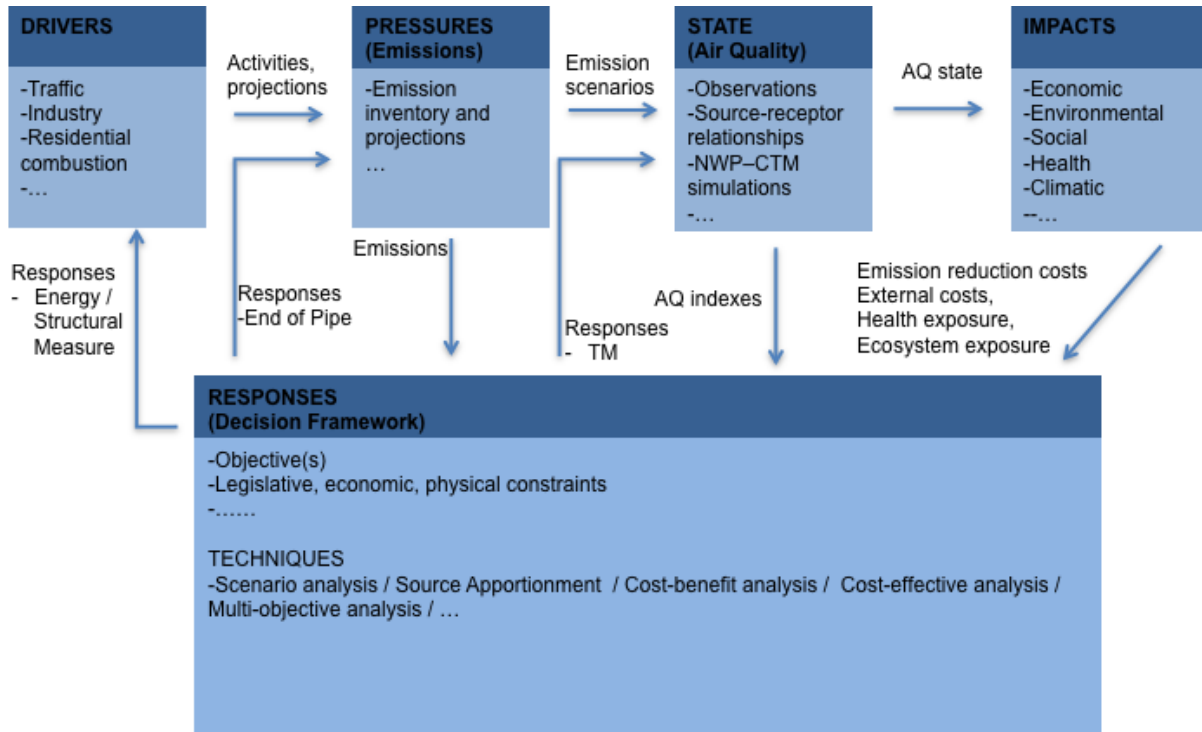 DRIVERS
-Traffic
-Industry
-Residential
combustion
-...
Activities,
projections
PRESSURES
(Emissions)
-Emission
inventory and
projections
...
Emission
scenarios
STATE
(Air Quality)
-Observations
-Source-receptor
relationships
-NWP–CTM
simulations
-...
AQ state
IMPACTS
-Economic
-Environmental
-Social
-Health
-Climatic
--...
Responses
- Energy /
Structural
Measure
Responses
-End of Pipe
Emissions
Responses
- TM
AQ indexes
Emission reduction costs
External costs,
Health exposure,
Ecosystem exposure
RESPONSES
(Decision Framework)
-Objective(s)
-Legislative, economic, physical constraints
-......
TECHNIQUES
-Scenario analysis / Source Apportionment / Cost-benefit analysis / Cost-effective analysis /
Multi-objective analysis / ...